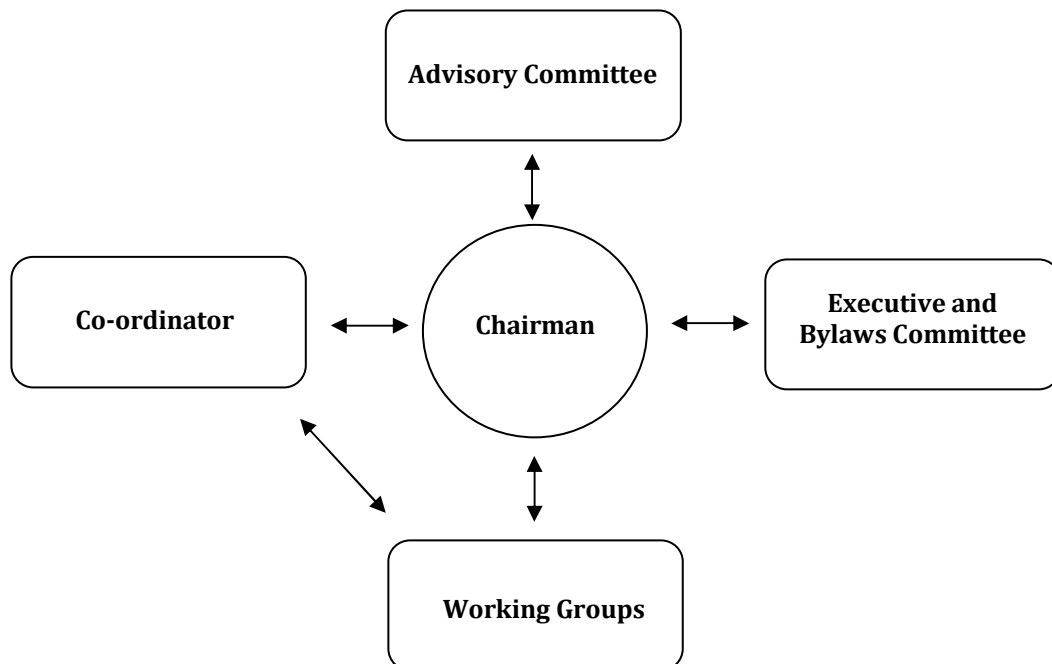 Advisory Committee
Co-ordinator
Chairman
Executive and
Bylaws Committee
Working Groups